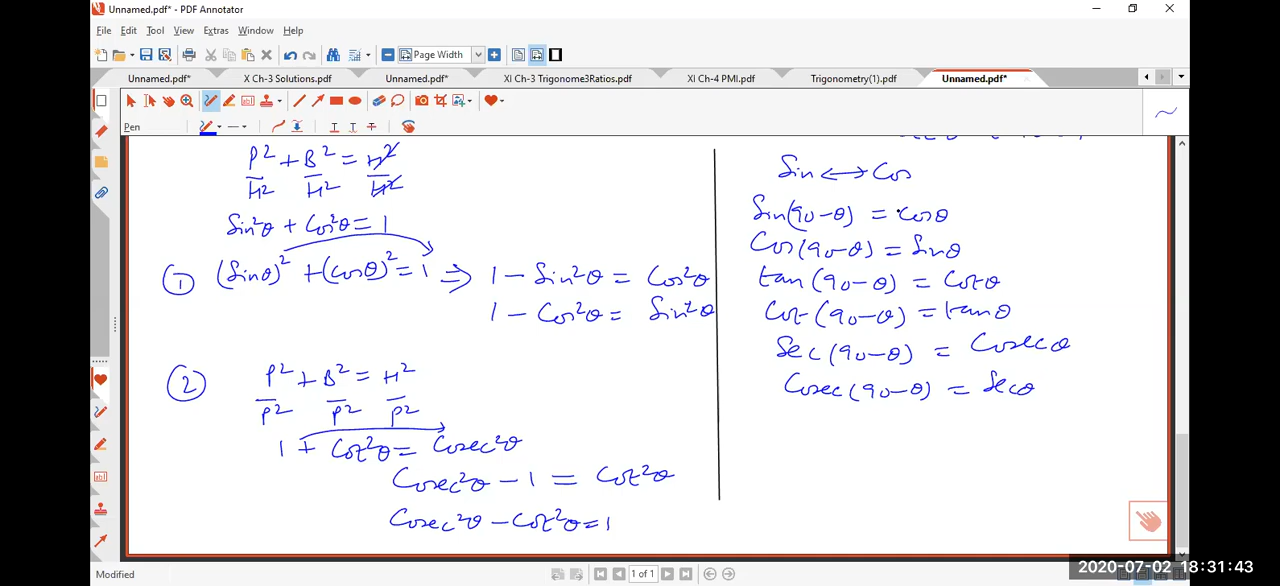 Unnamed.pdf* - PDF Annotator
File Edit Tool View Extras Window Help
Page Width
Unnamed.pdf* X Ch-3 Solutions.pdf Unnamed.pdf* XI Ch-3 Trigonome3Ratios.pdf XI Ch-4 PMI.pdf Trigonometry(1).pdf Unnamed.pdf*
Pen
P²/H² + B²/H² = H²/H²
Sin²θ + Cos²θ = 1
① (Sinθ)² + (Cosθ)² = 1 ⇒ 1 - Sin²θ = Cos²θ
1 - Cos²θ = Sin²θ
② P²/P² + B²/P² = H²/P²
1 + Cot²θ = Cosec²θ
Cosec²θ - 1 = Cot²θ
Cosec²θ - Cot²θ = 1
Sin ↔ Cos
Sin(90-θ) = Cosθ
Cos(90-θ) = Sinθ
tan(90-θ) = Cotθ
Cot(90-θ) = tanθ
Sec(90-θ) = Cosecθ
Cosec(90-θ) = Secθ
1 of 1
Modified
2020-07-02 18:31:43